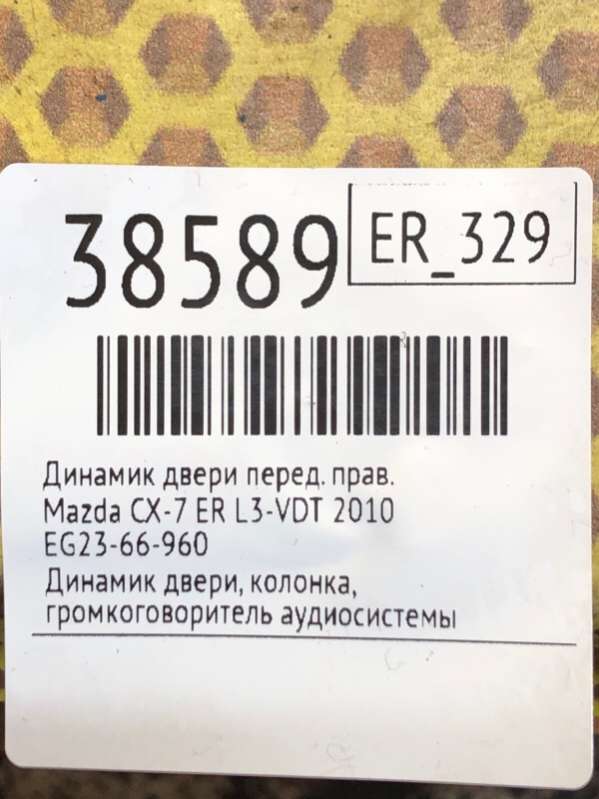 38589
ER_329
Динамик двери перед. прав.
Mazda CX-7 ER L3-VDT 2010
EG23-66-960
Динамик двери, колонка,
громкоговоритель аудиосистемы